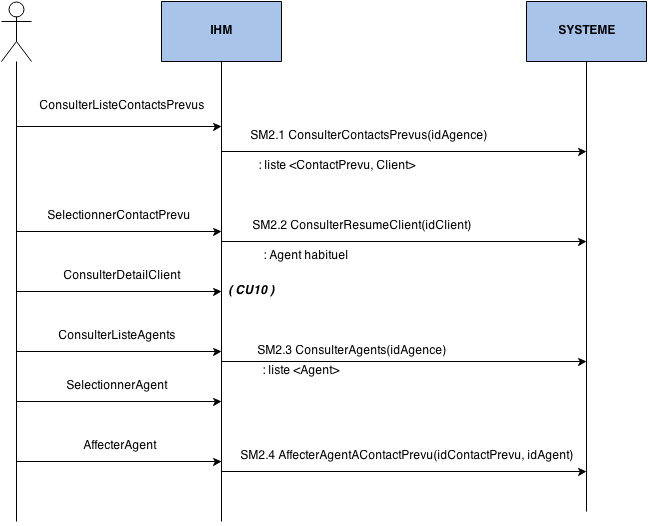 IHM
SYSTEME
ConsulterListeContactsPrevus
SM2.1 ConsulterContactsPrevus(idAgence)
: liste <ContactPrevu, Client>
SelectionnerContactPrevu
SM2.2 ConsulterResumeClient(idClient)
: Agent habituel
ConsulterDetailClient
( CU10 )
ConsulterListeAgents
SM2.3 ConsulterAgents(idAgence)
: liste <Agent>
SelectionnerAgent
AffecterAgent
SM2.4 AffecterAgentAContactPrevu(idContactPrevu, idAgent)